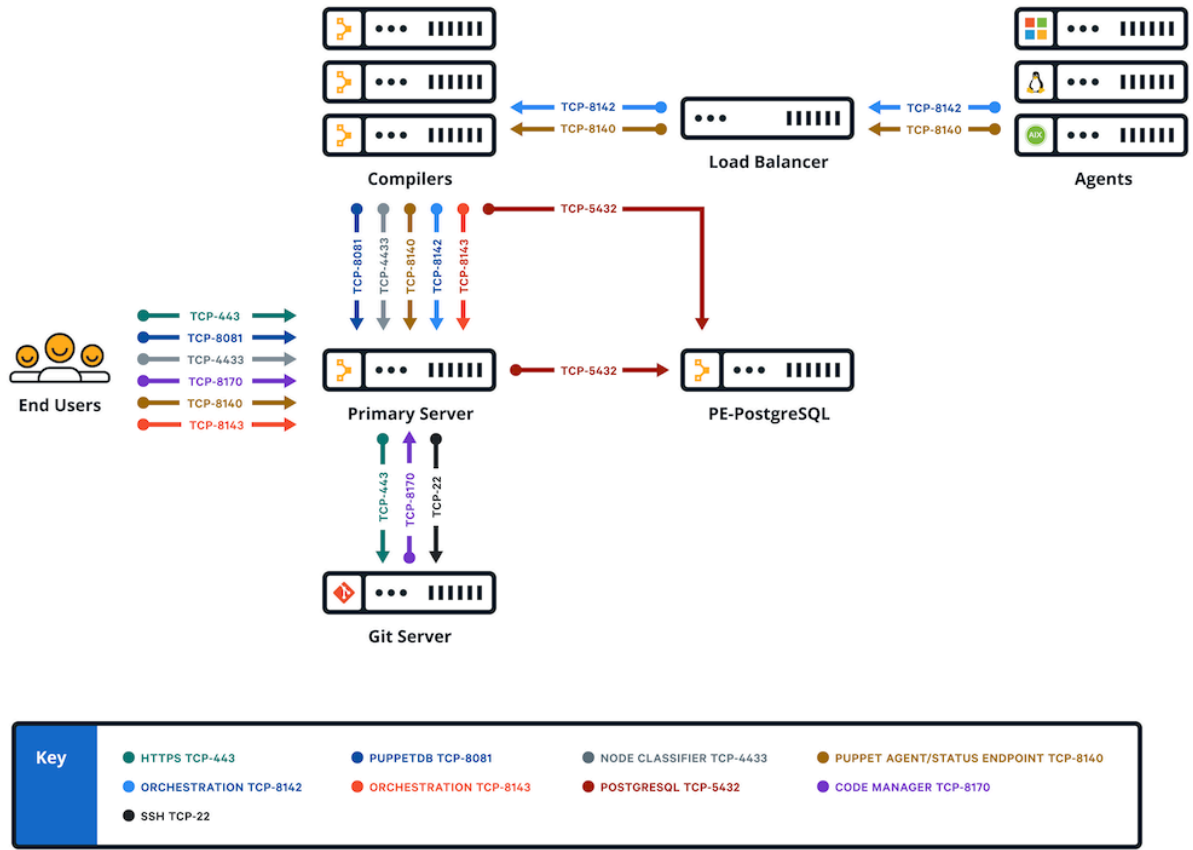 TCP-8142
TCP-8140
TCP-8142
TCP-8140
AIX
Load Balancer
Compilers
Agents
TCP-5432
TCP-8081
TCP-4433
TCP-8140
TCP-8142
TCP-8143
TCP-443
TCP-8081
TCP-4433
TCP-8170
TCP-8140
TCP-8143
End Users
TCP-5432
Primary Server
PE-PostgreSQL
TCP-443
TCP-8170
TCP-22
Git Server
Key
HTTPS TCP-443
PUPPETDB TCP-8081
NODE CLASSIFIER TCP-4433
PUPPET AGENT/STATUS ENDPOINT TCP-8140
ORCHESTRATION TCP-8142
ORCHESTRATION TCP-8143
POSTGRESQL TCP-5432
CODE MANAGER TCP-8170
SSH TCP-22